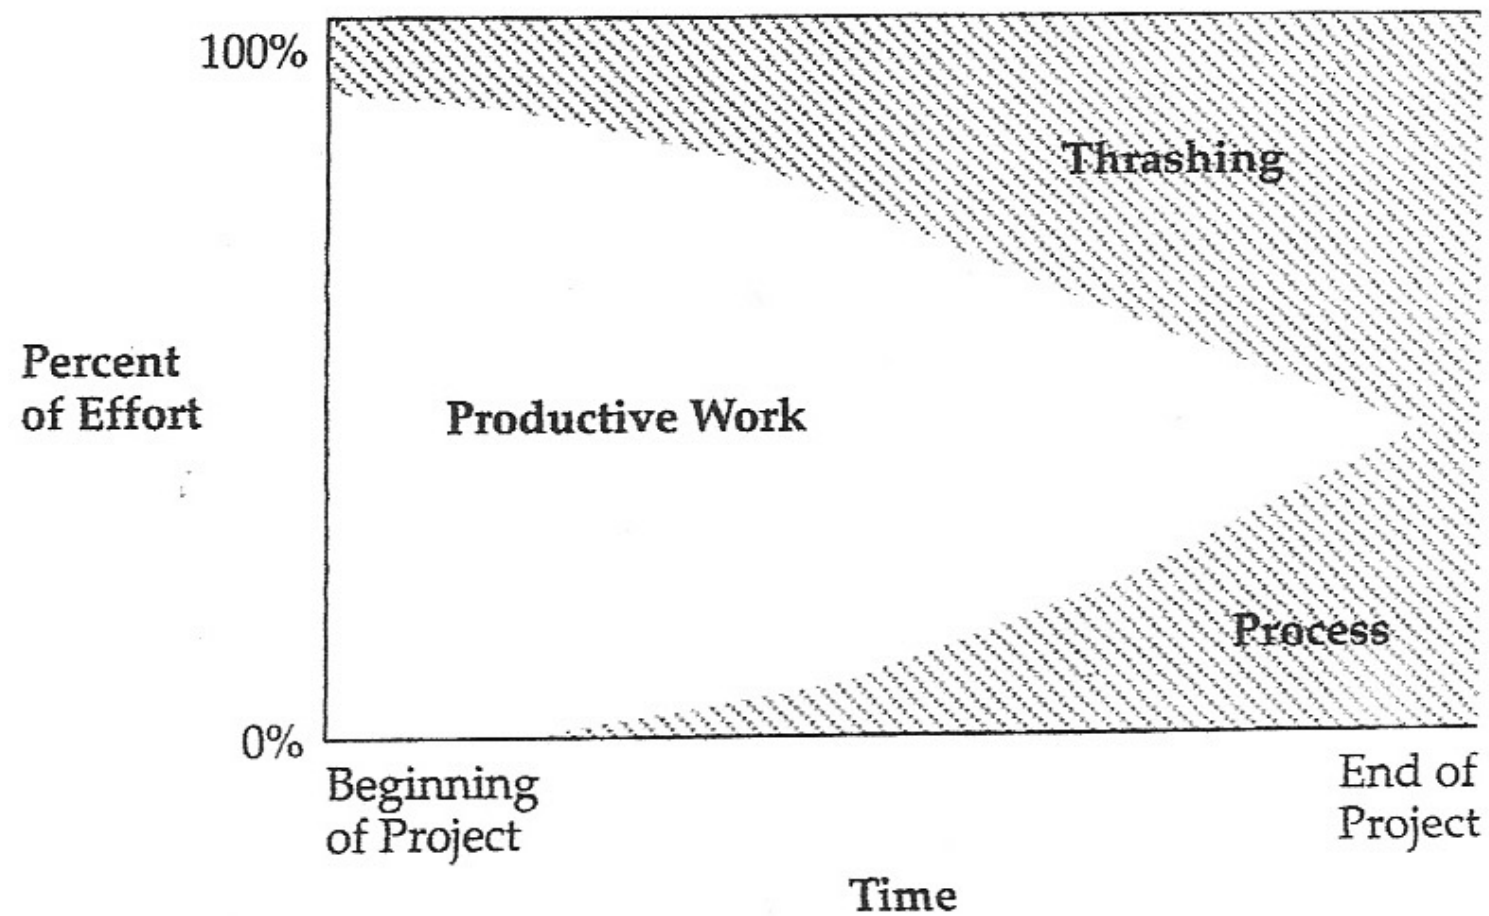 100%
Thrashing
Percent
of Effort
Productive Work
Process
0%
Beginning
of Project
End of
Project
Time